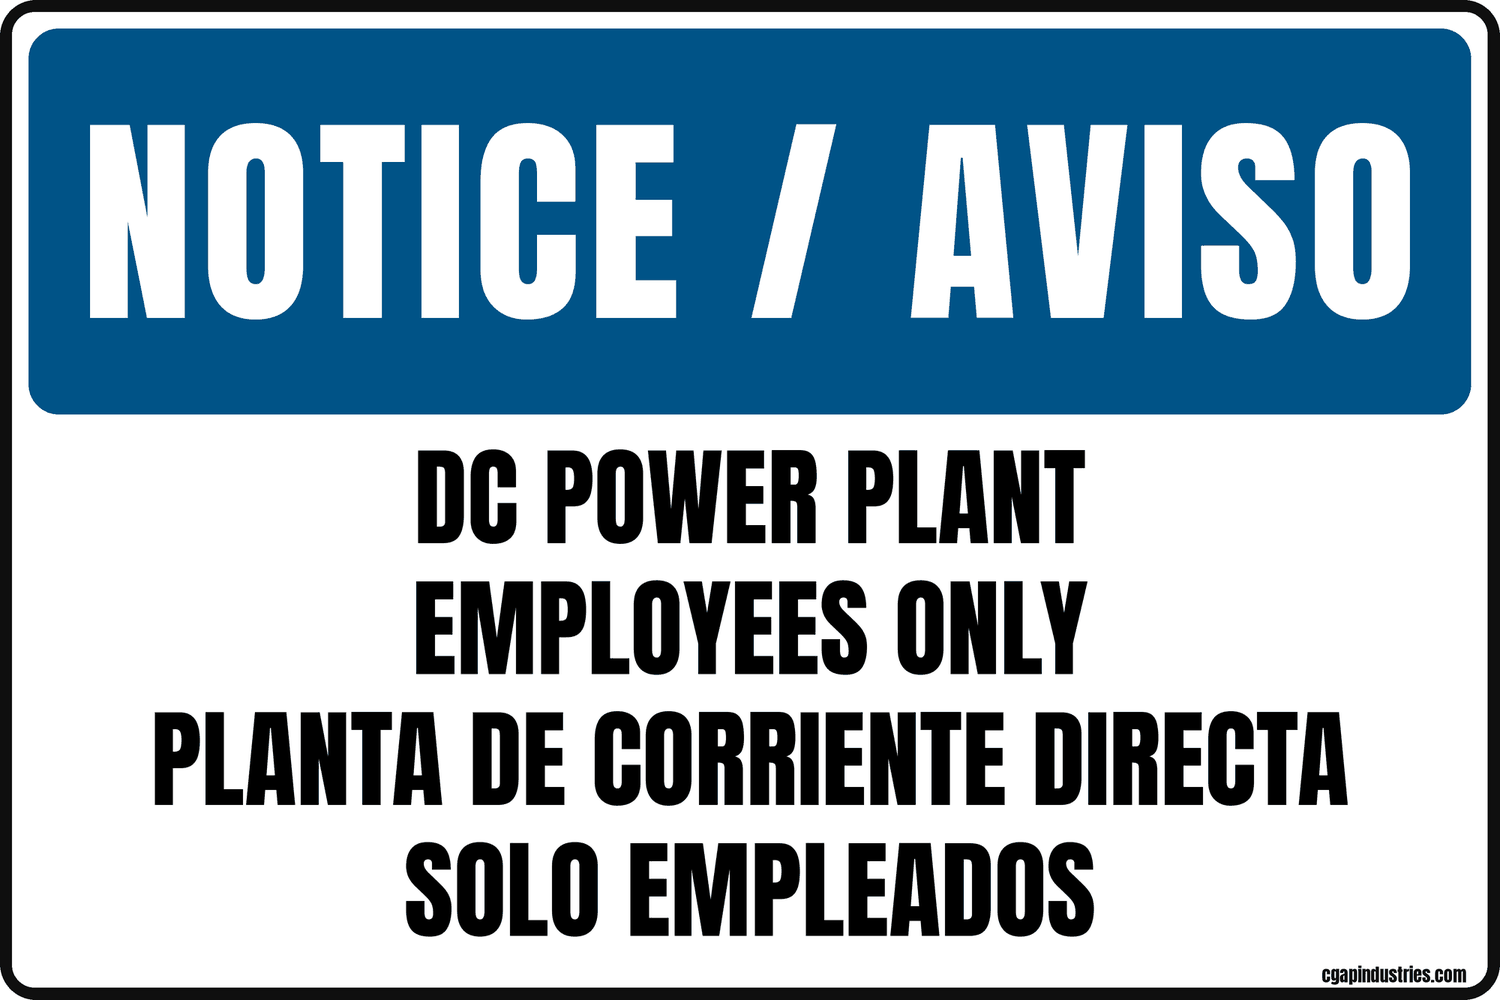 NOTICE / AVISO
DC POWER PLANT
EMPLOYEES ONLY
PLANTA DE CORRIENTE DIRECTA
SOLO EMPLEADOS
cgapindustries.com